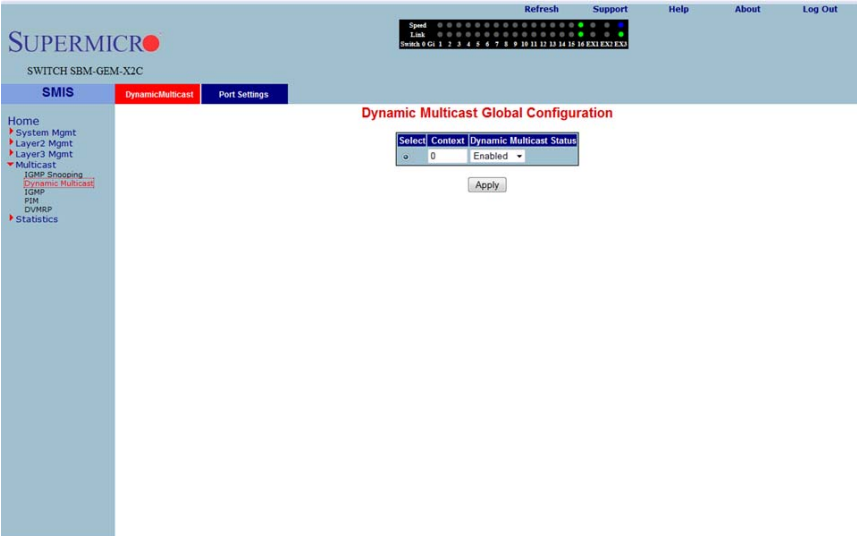 Refresh Support Help About Log Out
SUPERMICRO
Speed
Link
Switch 0 Gi 1 2 3 4 5 6 7 8 9 10 11 12 13 14 15 16 EX1 EX2 EX3
SWITCH SBM-GEM-X2C
SMIS
DynamicMulticast Port Settings
Dynamic Multicast Global Configuration
Home
System Mgmt
Layer2 Mgmt
Layer3 Mgmt
Multicast
IGMP Snooping
Dynamic Multicast
IGMP
PIM
DVMRP
Statistics
Select Context Dynamic Multicast Status
0 Enabled
Apply